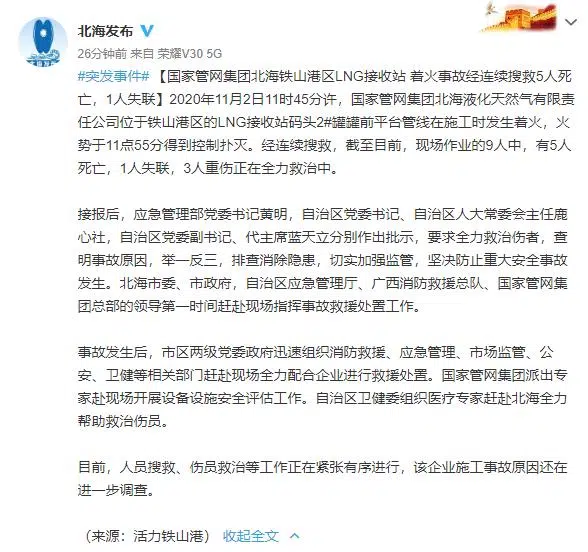 北海发布
26分钟前 来自 荣耀V30 5G
#突发事件# 【国家管网集团北海铁山港区LNG接收站 着火事故经连续搜救5人死
亡，1人失联】2020年11月2日11时45分许，国家管网集团北海液化天然气有限责
任公司位于铁山港区的LNG接收站码头2#罐罐前平台管线在施工时发生着火，火
势于11点55分得到控制扑灭。经连续搜救，截至目前，现场作业的9人中，有5人
死亡，1人失联，3人重伤正在全力救治中。
接报后，应急管理部党委书记黄明，自治区党委书记、自治区人大常委会主任鹿
心社，自治区党委副书记、代主席蓝天立分别作出批示，要求全力救治伤者，查
明事故原因，举一反三，排查消除隐患，切实加强监管，坚决防止重大安全事故
发生。北海市委、市政府，自治区应急管理厅、广西消防救援总队、国家管网集
团总部的领导第一时间赶赴现场指挥事故救援处置工作。
事故发生后，市区两级党委政府迅速组织消防救援、应急管理、市场监管、公
安、卫健等相关部门赶赴现场全力配合企业进行救援处置。国家管网集团派出专
家赴现场开展设备设施安全评估工作。自治区卫健委组织医疗专家赶赴北海全力
帮助救治伤员。
目前，人员搜救、伤员救治等工作正在紧张有序进行，该企业施工事故原因还在
进一步调查。
（来源：活力铁山港） 收起全文